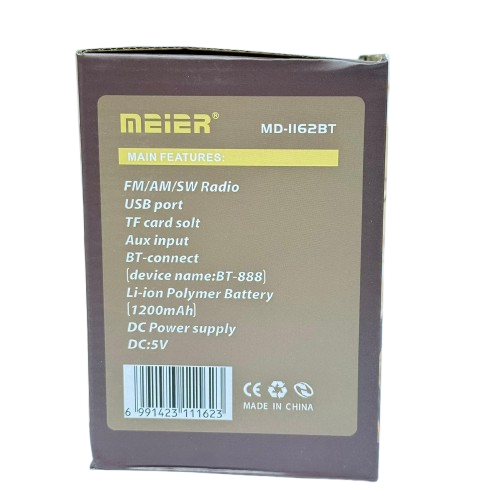 MEIER®
MD-1162BT
MAIN FEATURES:
FM/AM/SW Radio
USB port
TF card solt
Aux input
BT-connect
(device name:BT-888)
Li-ion Polymer Battery
(1200mAh)
DC Power supply
DC:5V
CE
MADE IN CHINA
6 991423 111623